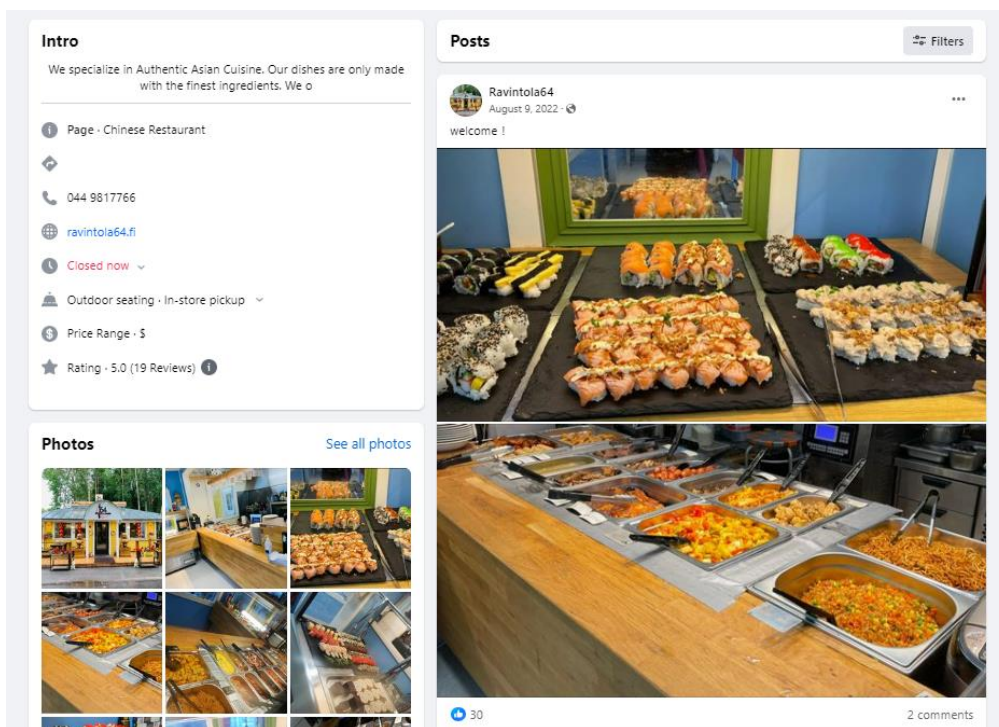 Intro
We specialize in Authentic Asian Cuisine. Our dishes are only made
with the finest ingredients. We o
Page · Chinese Restaurant
044 9817766
ravintola64.fi
Closed now
Outdoor seating · In-store pickup
Price Range · $
Rating · 5.0 (19 Reviews)
Photos
See all photos
Posts
Filters
Ravintola64
August 9, 2022 ·
welcome !
30
2 comments